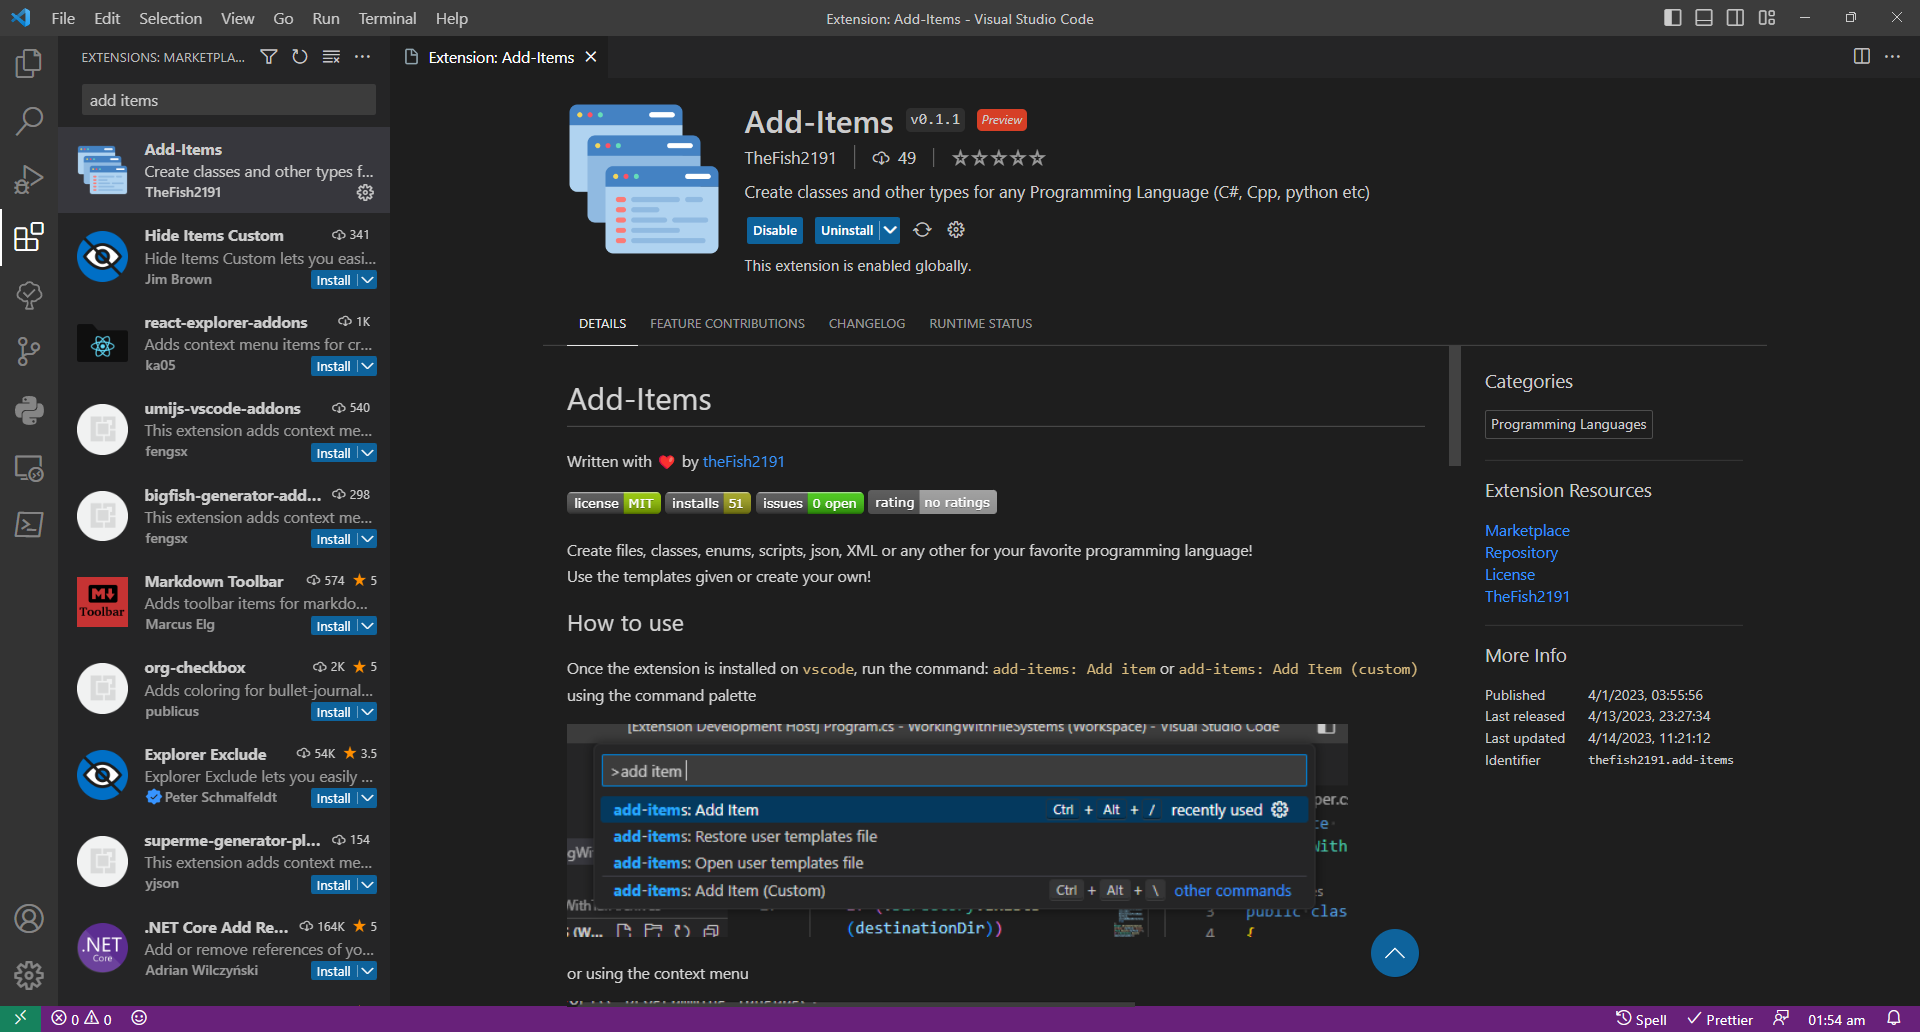 File Edit Selection View Go Run Terminal Help
Extension: Add-Items - Visual Studio Code
EXTENSIONS: MARKETPLA...
Extension: Add-Items
add items
Add-Items
Create classes and other types f...
TheFish2191
Hide Items Custom 341
Hide Items Custom lets you easi...
Jim Brown Install
react-explorer-addons 1K
Adds context menu items for cr...
ka05 Install
umijs-vscode-addons 540
This extension adds context me...
fengsx Install
bigfish-generator-add... 298
This extension adds context me...
fengsx Install
M
Toolbar
Markdown Toolbar 574 ★ 5
Adds toolbar items for markdo...
Marcus Elg Install
org-checkbox 2K ★ 5
Adds coloring for bullet-journal...
publicus Install
Explorer Exclude 54K ★ 3.5
Explorer Exclude lets you easily ...
Peter Schmalfeldt Install
superme-generator-pl... 154
This extension adds context me...
yjson Install
.NET
Core
.NET Core Add Re... 164K ★ 5
Add or remove references of yo...
Adrian Wilczyński Install
Add-Items v0.1.1 Preview
TheFish2191 49
Create classes and other types for any Programming Language (C#, Cpp, python etc)
Disable Uninstall
This extension is enabled globally.
DETAILS FEATURE CONTRIBUTIONS CHANGELOG RUNTIME STATUS
Add-Items
Written with ❤️ by theFish2191
license MIT installs 51 issues 0 open rating no ratings
Create files, classes, enums, scripts, json, XML or any other for your favorite programming language!
Use the templates given or create your own!
How to use
Once the extension is installed on vscode, run the command: add-items: Add item or add-items: Add Item (custom)
using the command palette
[Extension Development Host] Program.cs - WorkingWithFileSystems (Workspace) - Visual Studio Code
>add item
add-items: Add Item Ctrl + Alt + / recently used
add-items: Restore user templates file
add-items: Open user templates file
add-items: Add Item (Custom) Ctrl + Alt + \ other commands
per.cs
With
3 public clas
(destinationDir))
4 {
or using the context menu
Categories
Programming Languages
Extension Resources
Marketplace
Repository
License
TheFish2191
More Info
Published 4/1/2023, 03:55:56
Last released 4/13/2023, 23:27:34
Last updated 4/14/2023, 11:21:12
Identifier thefish2191.add-items
0 0
Spell Prettier 01:54 am